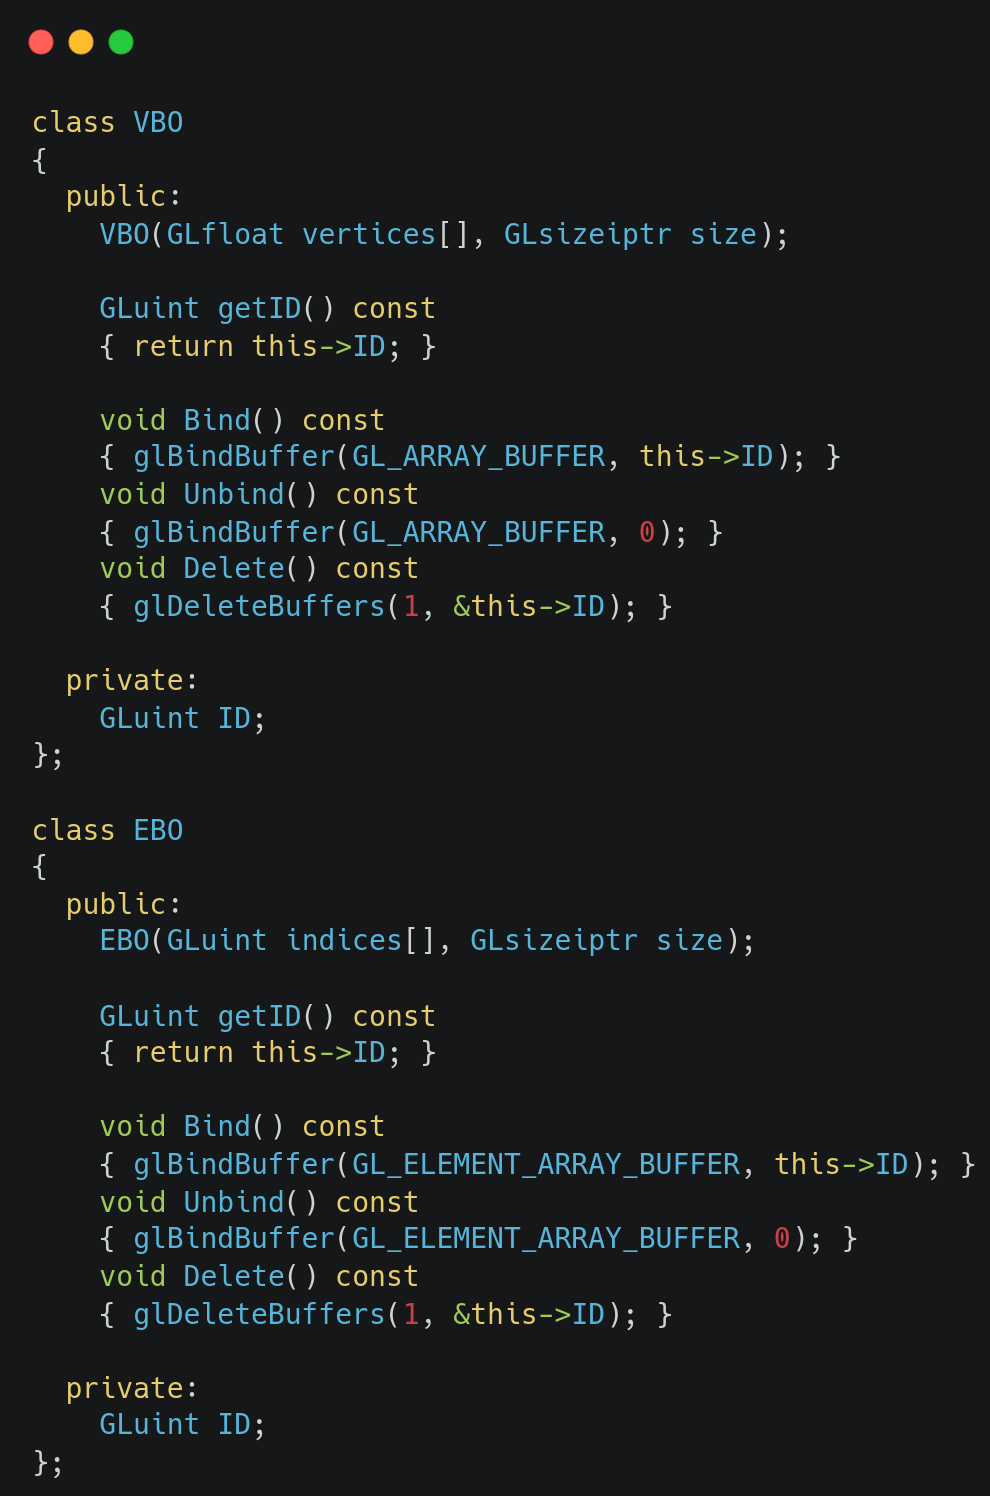 class VBO
{
  public:
    VBO(GLfloat vertices[], GLsizeiptr size);

    GLuint getID() const
    { return this->ID; }

    void Bind() const
    { glBindBuffer(GL_ARRAY_BUFFER, this->ID); }
    void Unbind() const
    { glBindBuffer(GL_ARRAY_BUFFER, 0); }
    void Delete() const
    { glDeleteBuffers(1, &this->ID); }

  private:
    GLuint ID;
};

class EBO
{
  public:
    EBO(GLuint indices[], GLsizeiptr size);

    GLuint getID() const
    { return this->ID; }

    void Bind() const
    { glBindBuffer(GL_ELEMENT_ARRAY_BUFFER, this->ID); }
    void Unbind() const
    { glBindBuffer(GL_ELEMENT_ARRAY_BUFFER, 0); }
    void Delete() const
    { glDeleteBuffers(1, &this->ID); }

  private:
    GLuint ID;
};